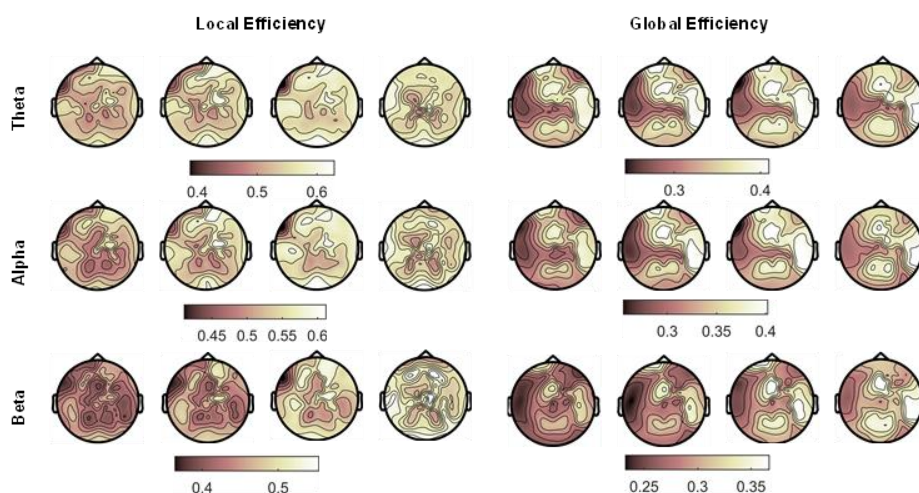 Local Efficiency
Global Efficiency
Theta
0.4 0.5 0.6
0.3 0.4
Alpha
0.45 0.5 0.55 0.6
0.3 0.35 0.4
Beta
0.4 0.5
0.25 0.3 0.35